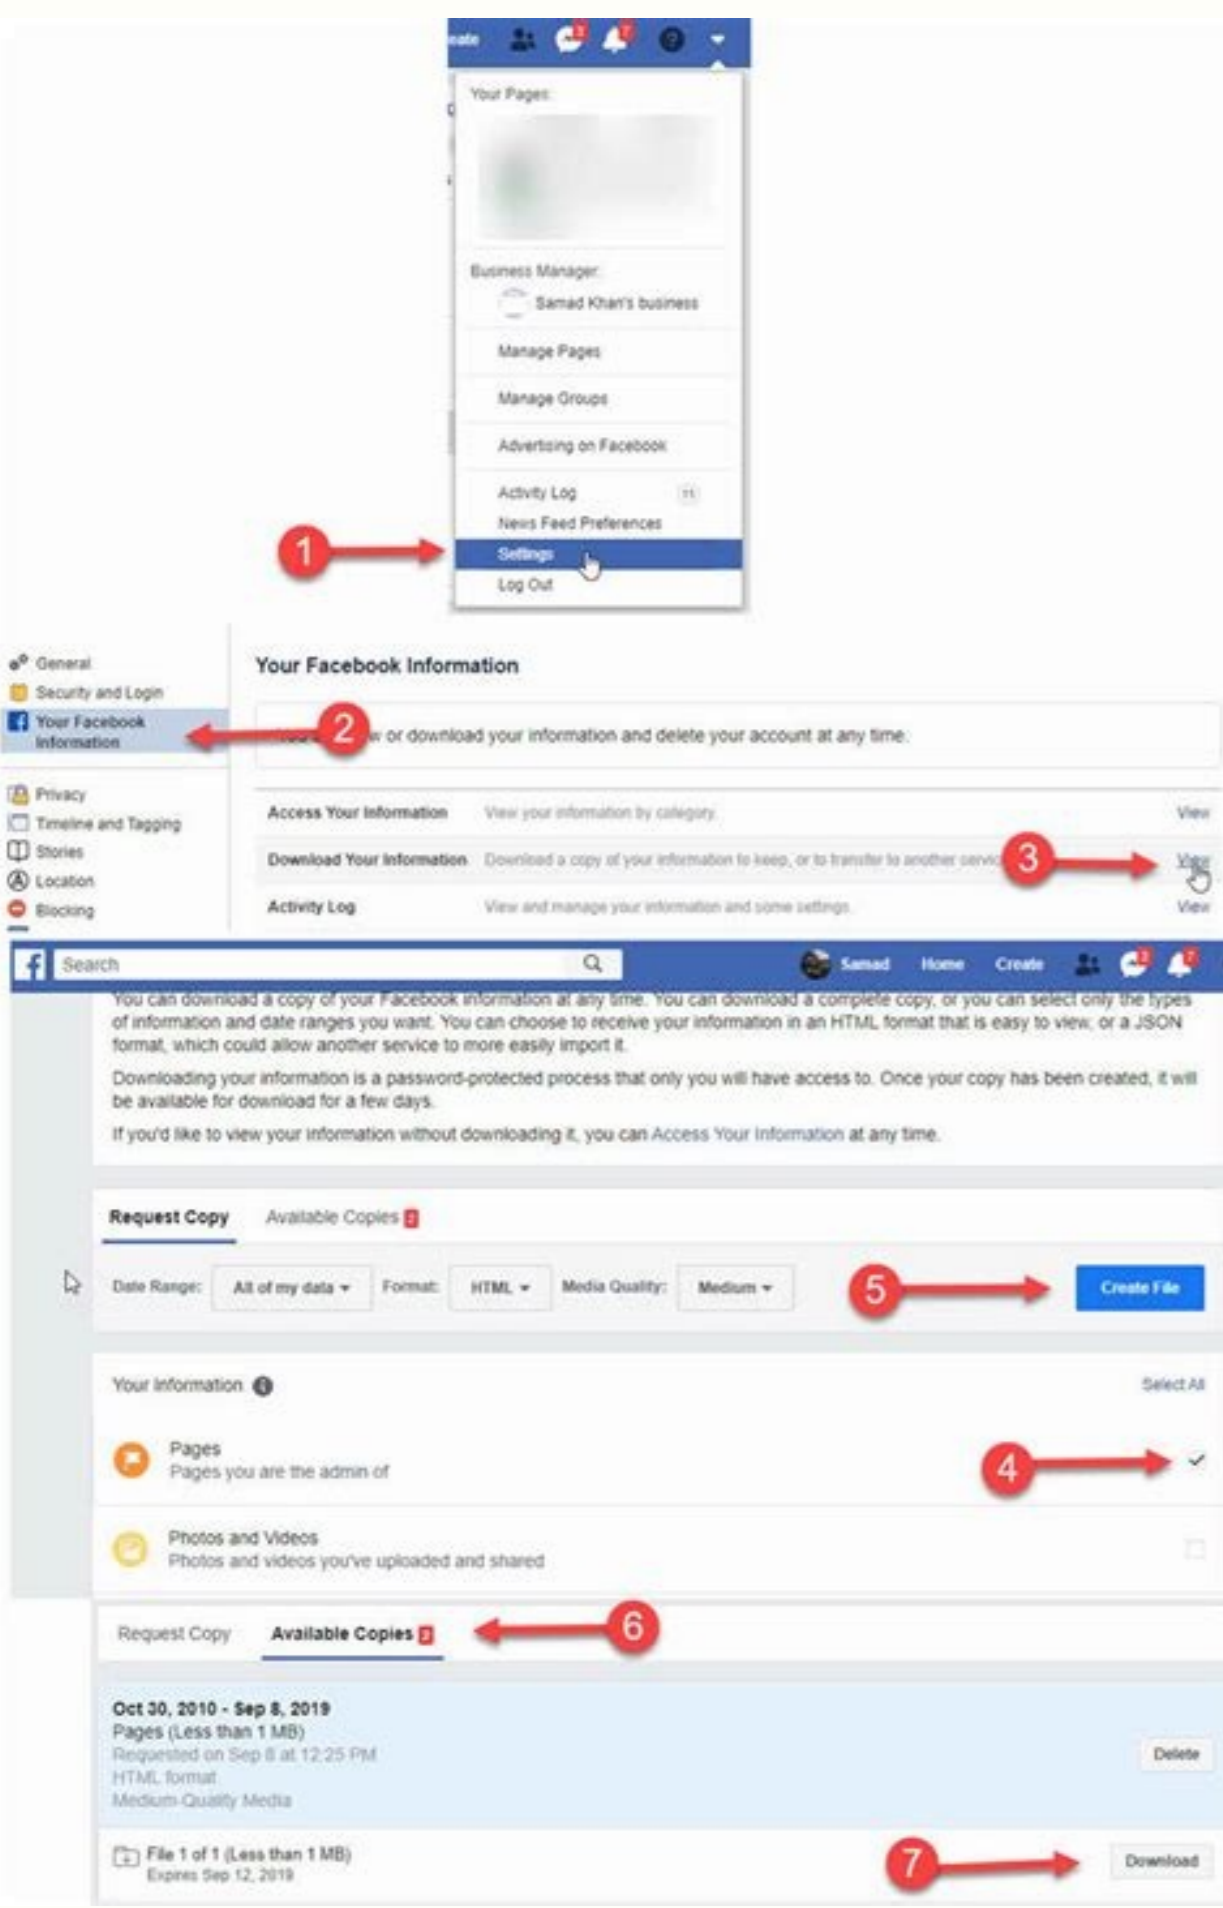 eate
Your Pages:
Business Manager:
Samad Khan's business
Manage Pages
Manage Groups
Advertising on Facebook
Activity Log 11
News Feed Preferences
1
Settings
Log Out
General
Security and Login
Your Facebook
Information
Privacy
Timeline and Tagging
Stories
Location
Blocking
Your Facebook Information
2
w or download your information and delete your account at any time.
Access Your Information View your information by category. View
Download Your Information Download a copy of your information to keep, or to transfer to another servic 3 View
Activity Log View and manage your information and some settings. View
Search Samad Home Create
You can download a copy of your Facebook information at any time. You can download a complete copy, or you can select only the types
of information and date ranges you want. You can choose to receive your information in an HTML format that is easy to view, or a JSON
format, which could allow another service to more easily import it.
Downloading your information is a password-protected process that only you will have access to. Once your copy has been created, it will
be available for download for a few days.
If you'd like to view your information without downloading it, you can Access Your Information at any time.
Request Copy Available Copies 2
Date Range: All of my data Format: HTML Media Quality: Medium 5 Create File
Your Information Select All
Pages
Pages you are the admin of
4
Photos and Videos
Photos and videos you've uploaded and shared
Request Copy Available Copies 2 6
Oct 30, 2010 - Sep 8, 2019
Pages (Less than 1 MB)
Requested on Sep 8 at 12:25 PM
HTML format
Medium-Quality Media
Delete
File 1 of 1 (Less than 1 MB)
Expires Sep 12, 2019
7 Download